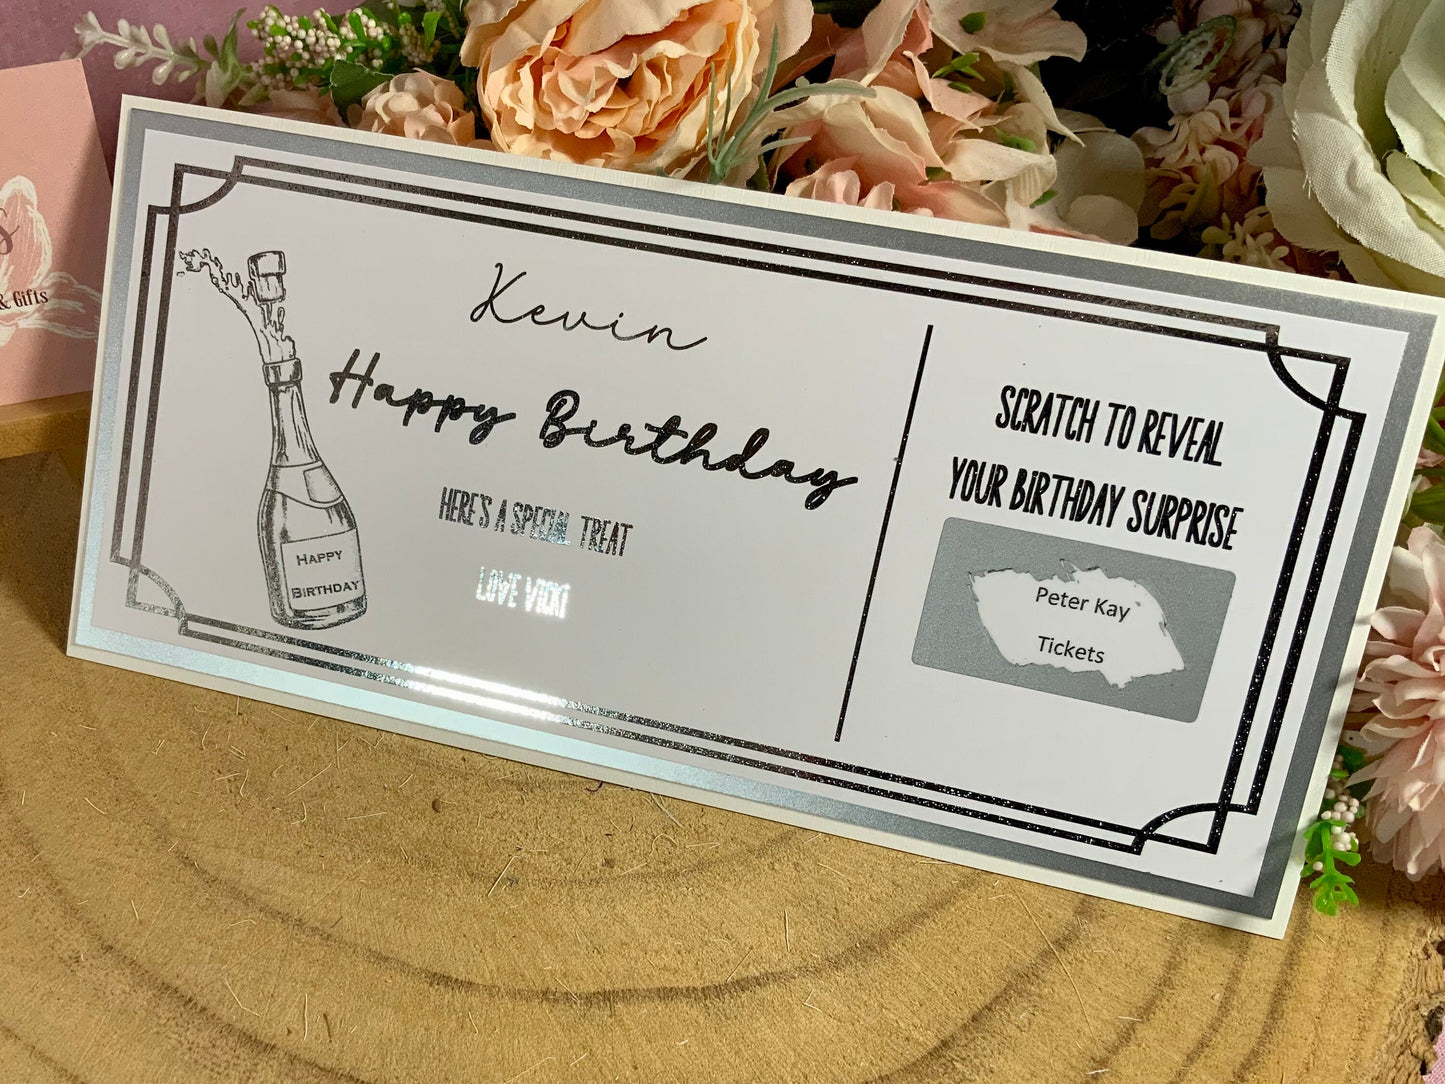 s
& Gifts
Kevin
Happy Birthday
HERE'S A SPECIAL TREAT
LOVE VICKI
HAPPY
BIRTHDAY
SCRATCH TO REVEAL
YOUR BIRTHDAY SURPRISE
Peter Kay
Tickets